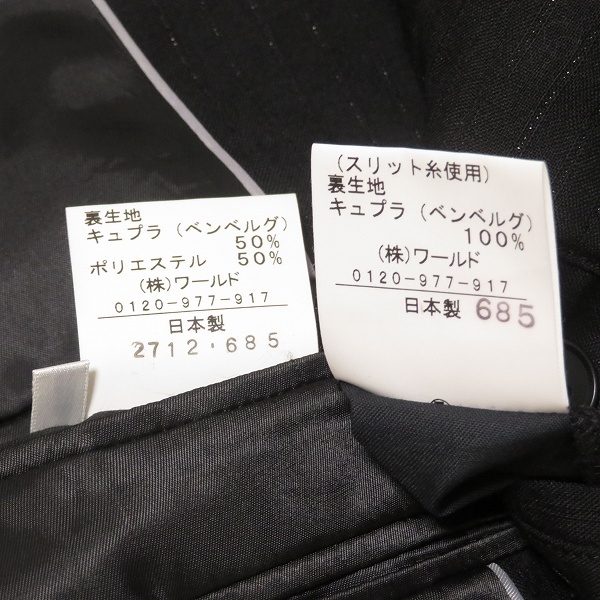 裏生地
キュプラ（ベンベルグ）
50%
ポリエステル 50%
(株)ワールド
0120-977-917
日本製
2712・685
(スリット糸使用)
裏生地
キュプラ（ベンベルグ）
100%
(株)ワールド
0120-977-917
日本製 685